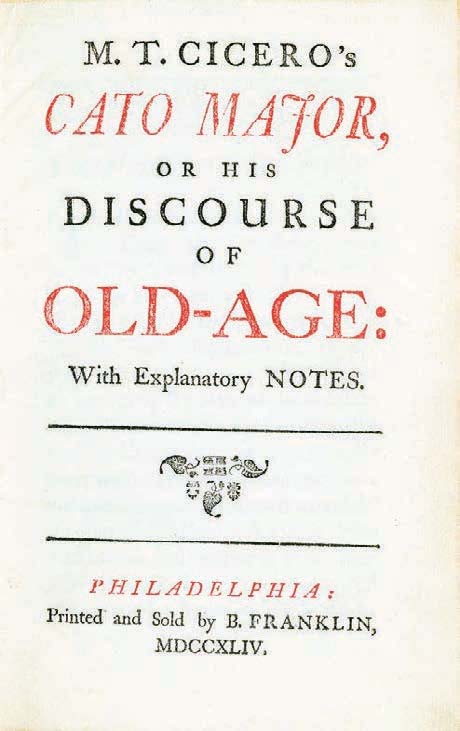 M. T. CICERO's
CATO MAJOR,
OR HIS
DISCOURSE
OF
OLD-AGE:
With Explanatory NOTES.
PHILADELPHIA:
Printed and Sold by B. FRANKLIN,
MDCCXLIV.